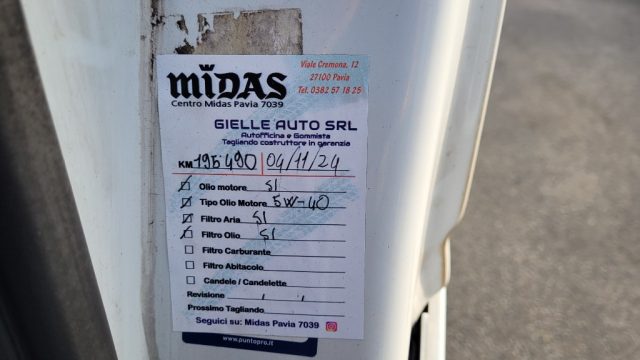 MIDAS
Viale Cremona, 12
27100 Pavia
Tel. 0382 57 18 25
Centro Midas Pavia 7039
GIELLE AUTO SRL
Autofficina e Gommista
Tagliando costruttore in garanzia
KM 195.490 04/11/24
Olio motore SI
Tipo Olio Motore 5W-40
Filtro Aria SI
Filtro Olio SI
Filtro Carburante
Filtro Abitacolo
Candele / Candelette
Revisione
Prossimo Tagliando
Seguici su: Midas Pavia 7039
www.puntopro.it